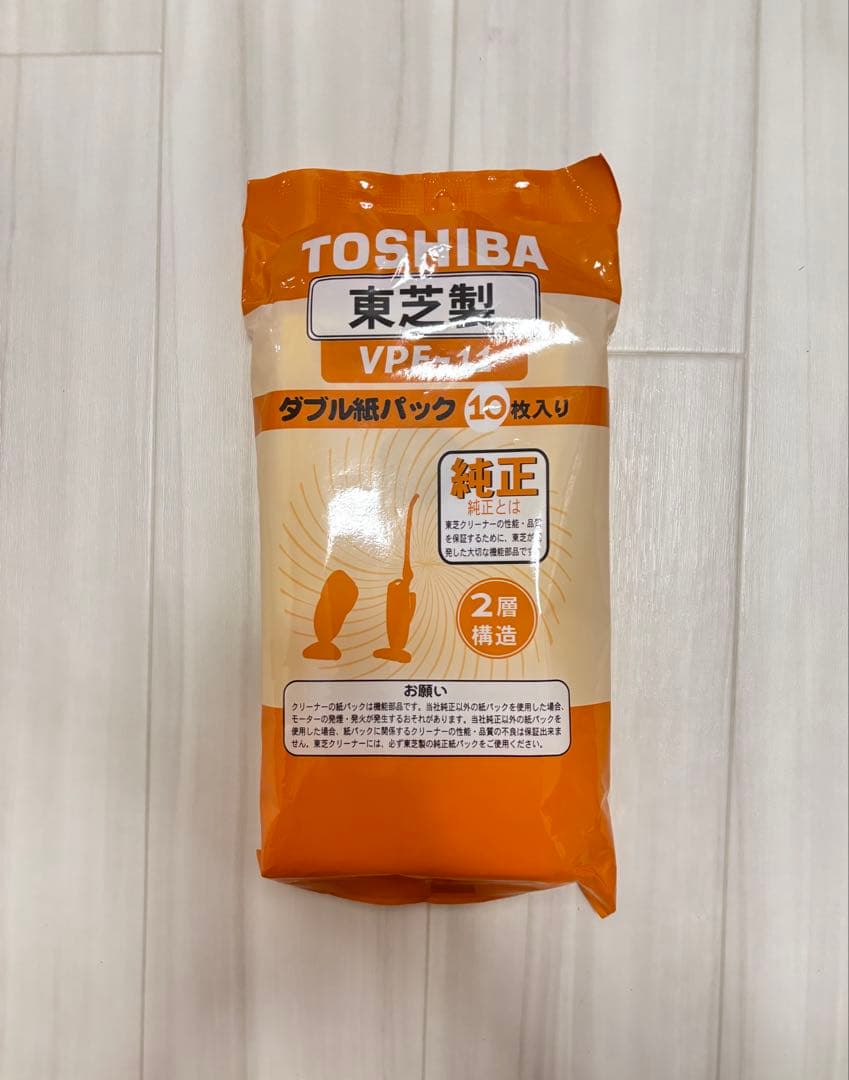 TOSHIBA
東芝製
ダブル紙パック 10 枚入り
純正
純正とは
東芝クリーナーの性能・品質
を保証するために、東芝が
発した大切な機能部品です
2層
構造
お願い
クリーナーの紙パックは機能部品です。当社純正以外の紙パックを使用した場合、
モーターの発煙・発火が発生するおそれがあります。当社純正以外の紙パックを
使用した場合、紙パックに関係するクリーナーの性能・品質の不良は保証出来ま
せん。東芝クリーナーには、必ず東芝製の純正紙パックをご使用ください。